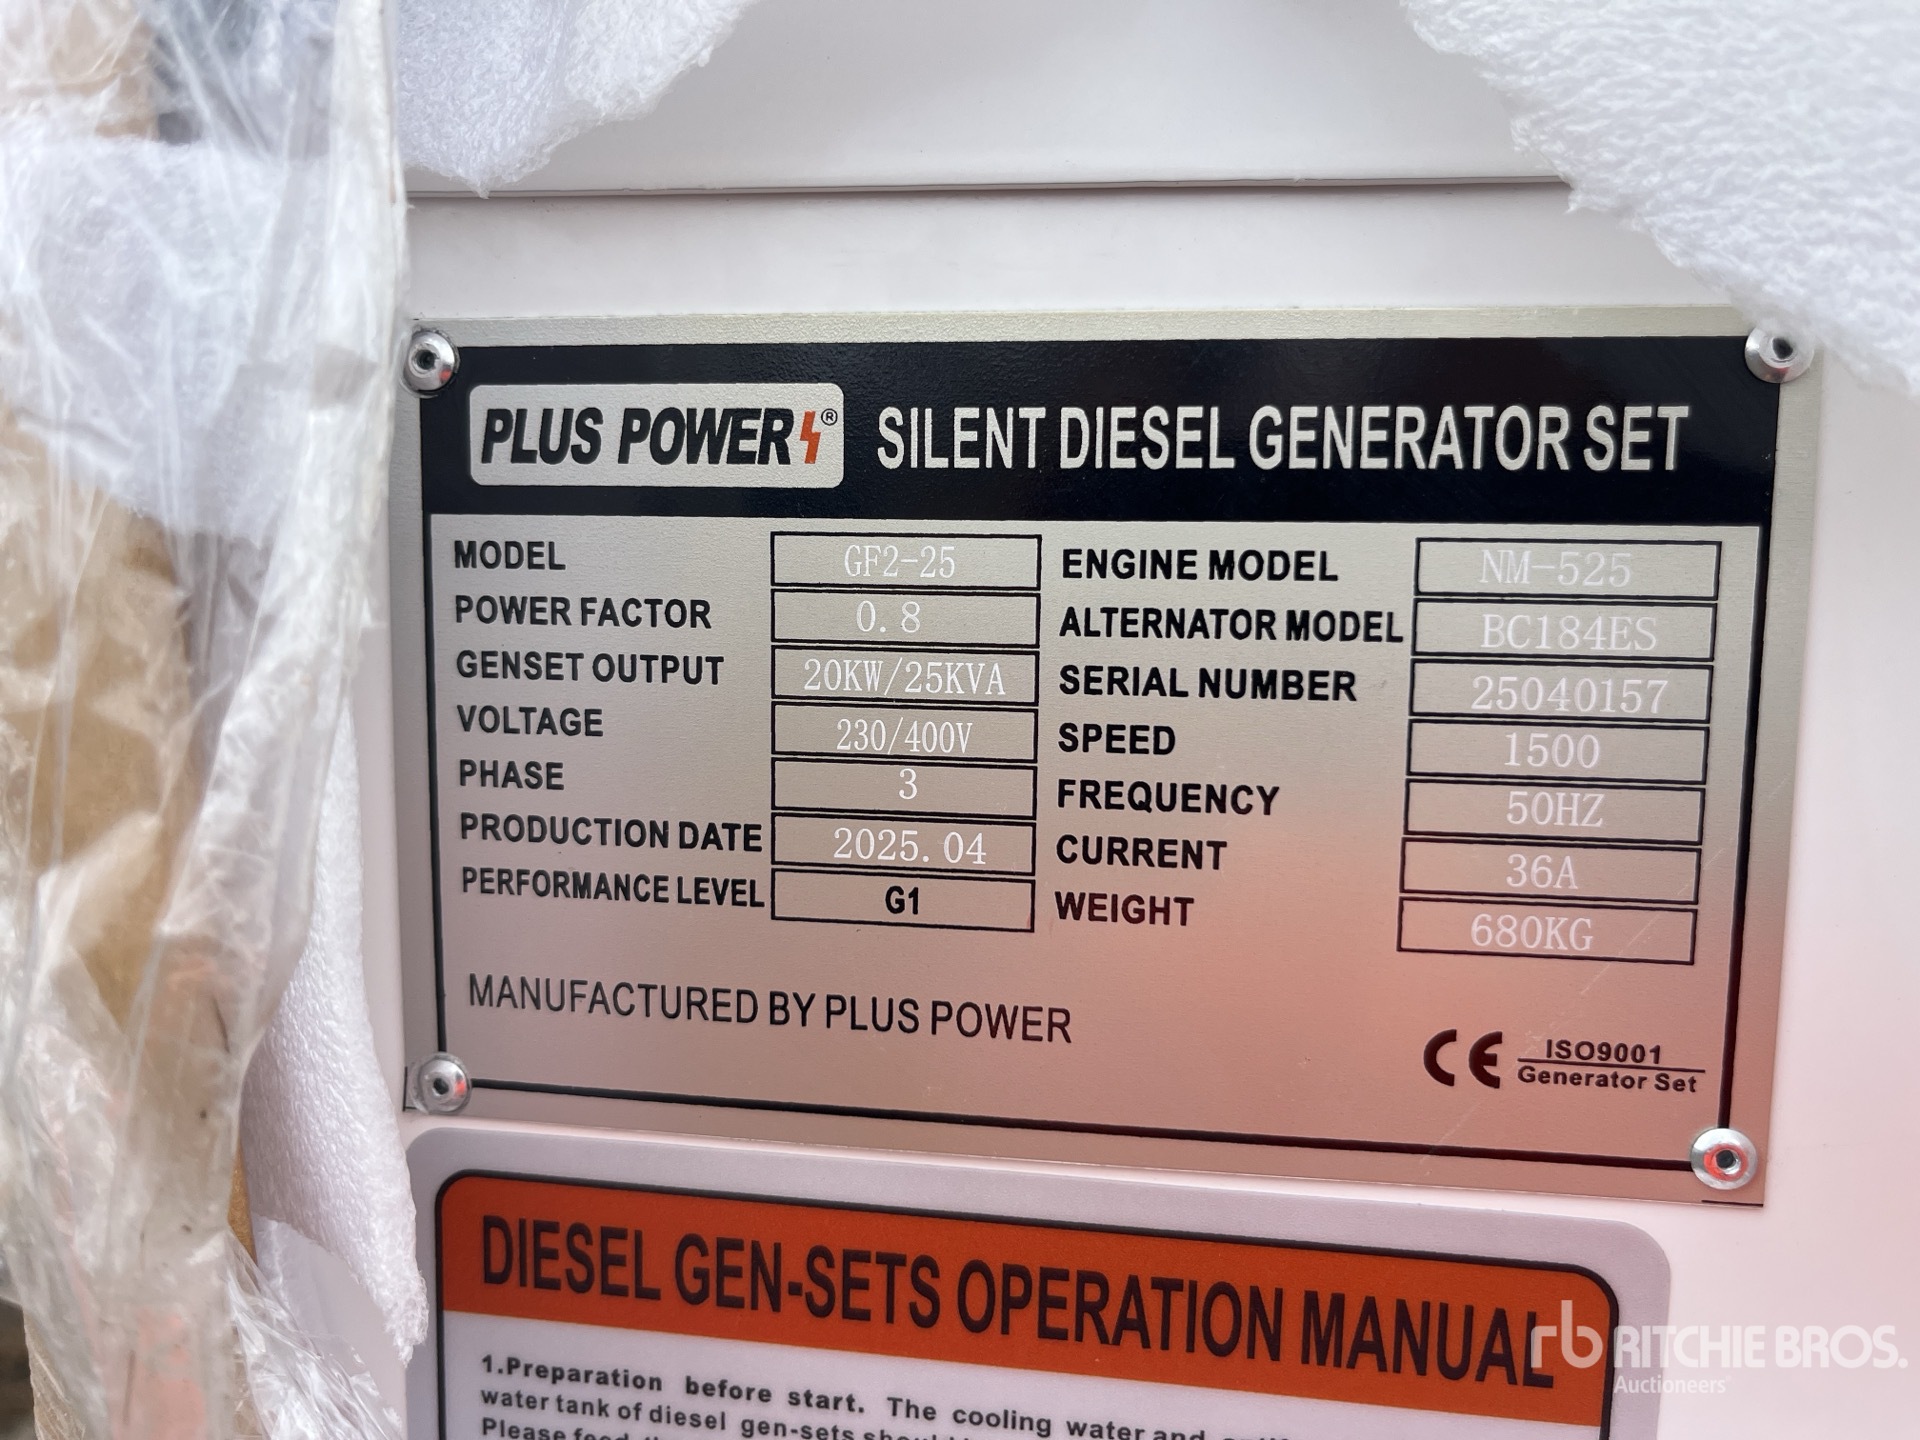 PLUS POWER® SILENT DIESEL GENERATOR SET
MODEL GF2-25
POWER FACTOR 0.8
GENSET OUTPUT 20KW/25KVA
VOLTAGE 230/400V
PHASE 3
PRODUCTION DATE 2025.04
PERFORMANCE LEVEL G1
ENGINE MODEL NM-525
ALTERNATOR MODEL BC184ES
SERIAL NUMBER 25040157
SPEED 1500
FREQUENCY 50HZ
CURRENT 36A
WEIGHT 680KG
MANUFACTURED BY PLUS POWER
CE ISO9001
Generator Set
DIESEL GEN-SETS OPERATION MANUAL
1.Preparation before start. The cooling water and
water tank of diesel gen-sets
Please feed
rb RITCHIE BROS.
Auctioneers